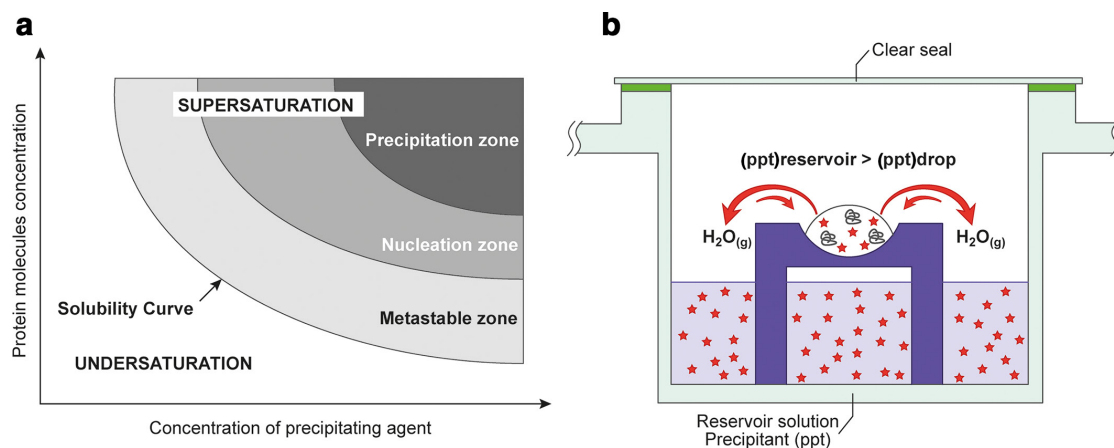 a
Protein molecules concentration
SUPERSATURATION
Precipitation zone
Nucleation zone
Solubility Curve
Metastable zone
UNDERSATURATION
Concentration of precipitating agent
b
Clear seal
(ppt)reservoir > (ppt)drop
H2O(g)
H2O(g)
Reservoir solution
Precipitant (ppt)